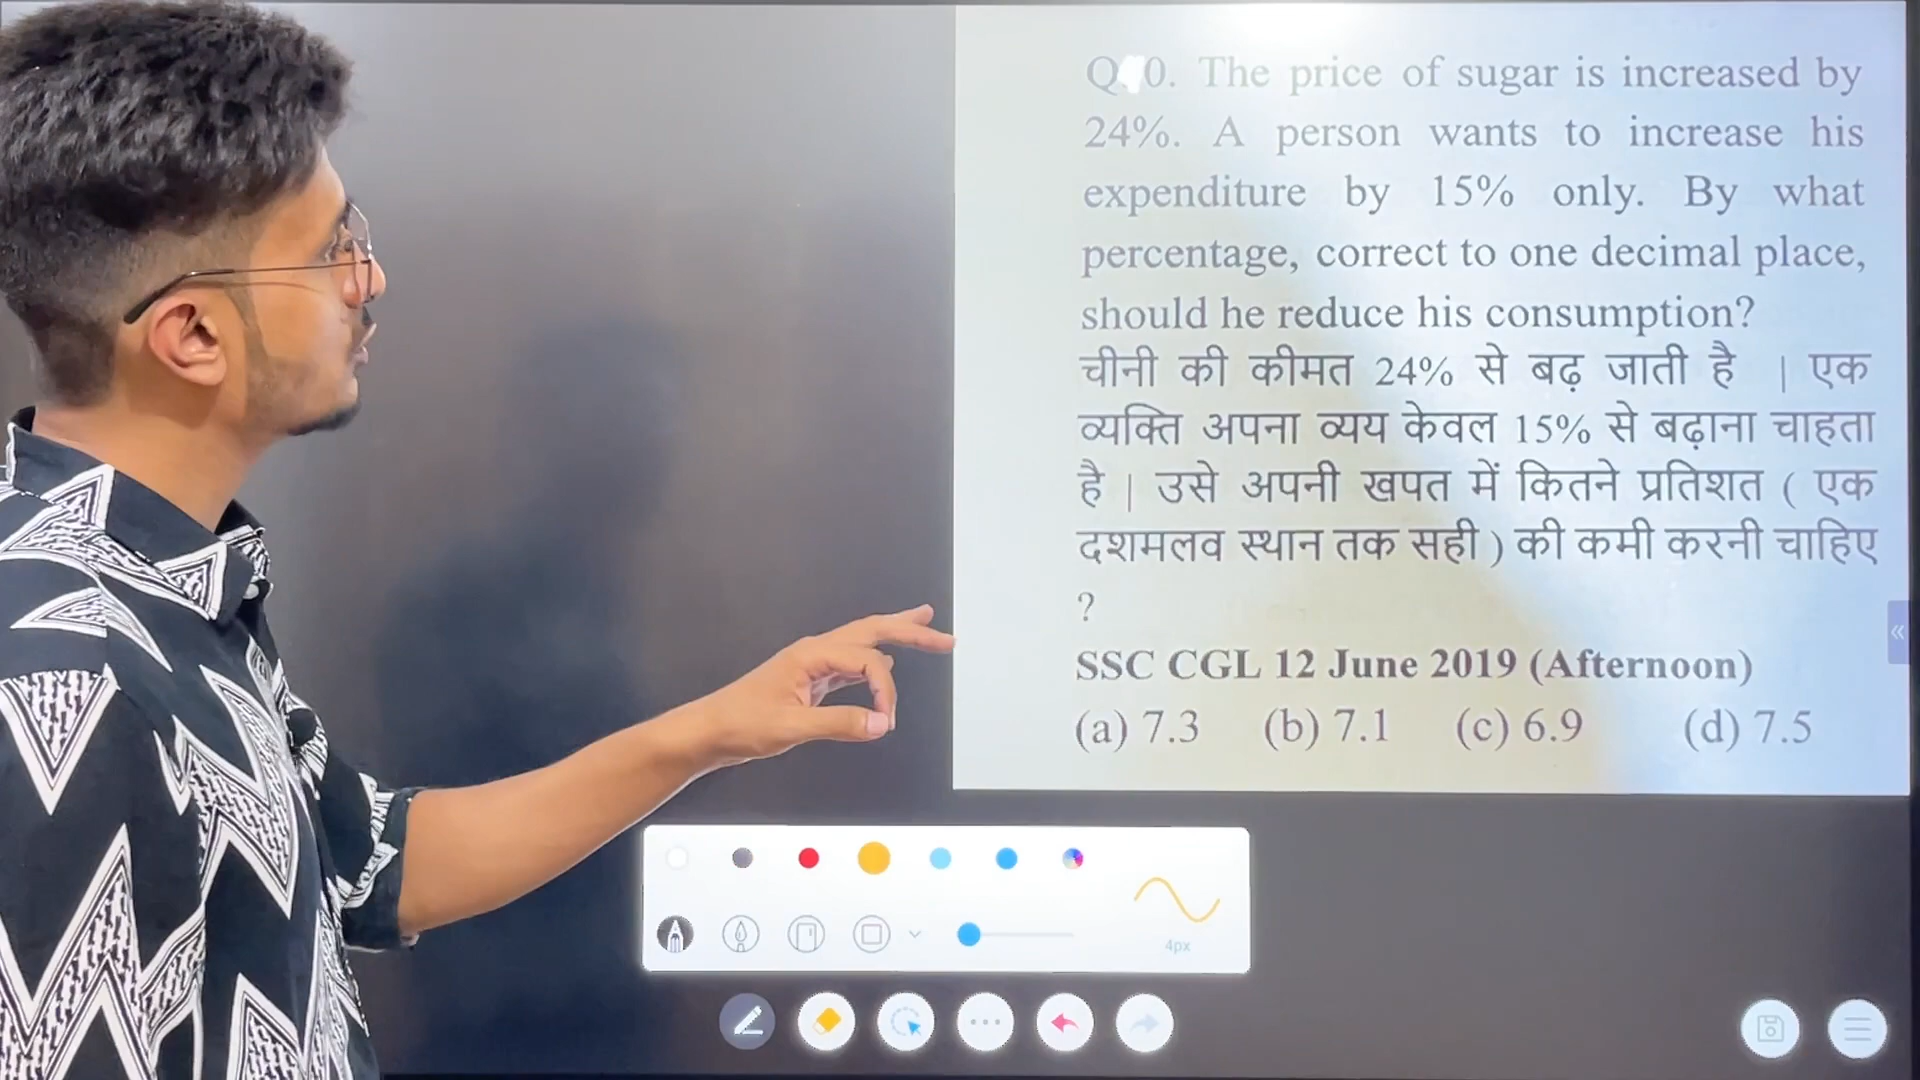 Q.0. The price of sugar is increased by
24%. A person wants to increase his
expenditure by 15% only. By what
percentage, correct to one decimal place,
should he reduce his consumption?
चीनी की कीमत 24% से बढ़ जाती है | एक
व्यक्ति अपना व्यय केवल 15% से बढ़ाना चाहता
है | उसे अपनी खपत में कितने प्रतिशत ( एक
दशमलव स्थान तक सही ) की कमी करनी चाहिए
?
SSC CGL 12 June 2019 (Afternoon)
(a) 7.3 (b) 7.1 (c) 6.9 (d) 7.5
4px